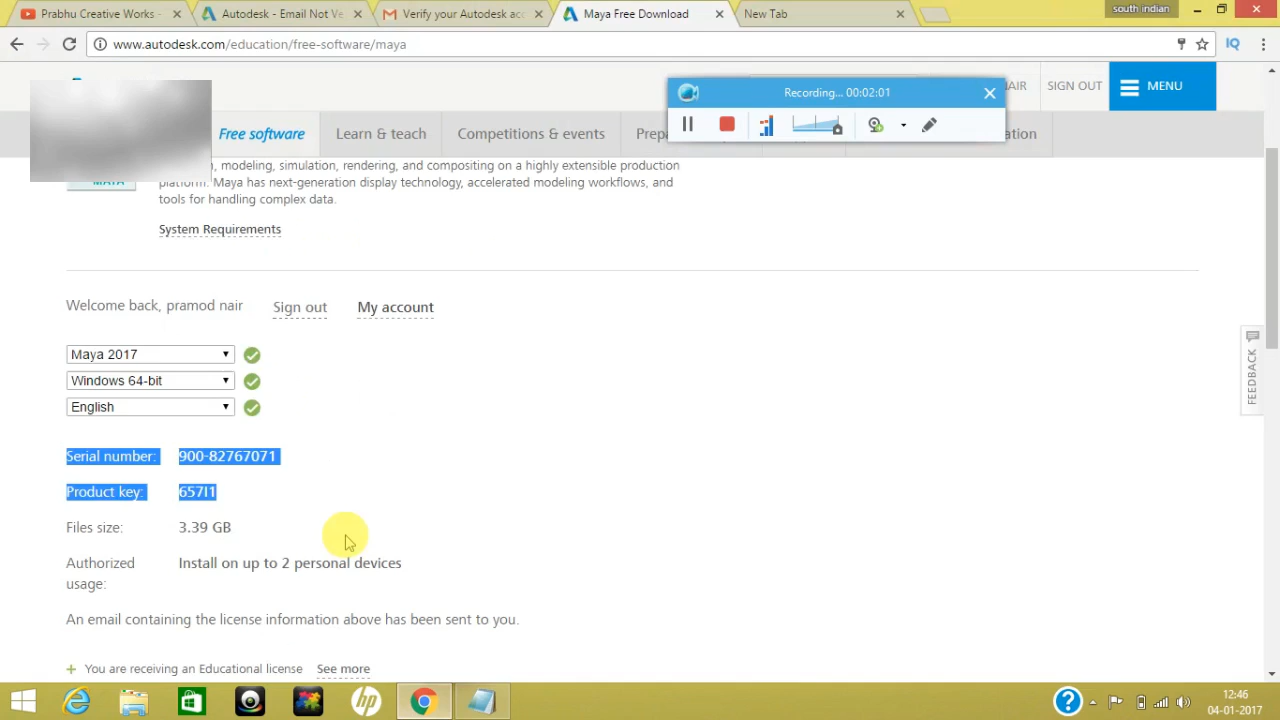 Prabhu Creative Works -
Autodesk - Email Not Ve
Verify your Autodesk acc
Maya Free Download
New Tab
south indian
www.autodesk.com/education/free-software/maya
Recording... 00:02:01
AIR
SIGN OUT
MENU
Free software
Learn & teach
Competitions & events
Prep
ation
n, modeling, simulation, rendering, and compositing on a highly extensible production
platform. Maya has next-generation display technology, accelerated modeling workflows, and
MAYA
tools for handling complex data.
System Requirements
Welcome back, pramod nair
Sign out
My account
Maya 2017
Windows 64-bit
English
FEEDBACK
Serial number: 900-82767071
Product key: 657I1
Files size: 3.39 GB
Authorized Install on up to 2 personal devices
usage:
An email containing the license information above has been sent to you.
+ You are receiving an Educational license See more
12:46
04-01-2017